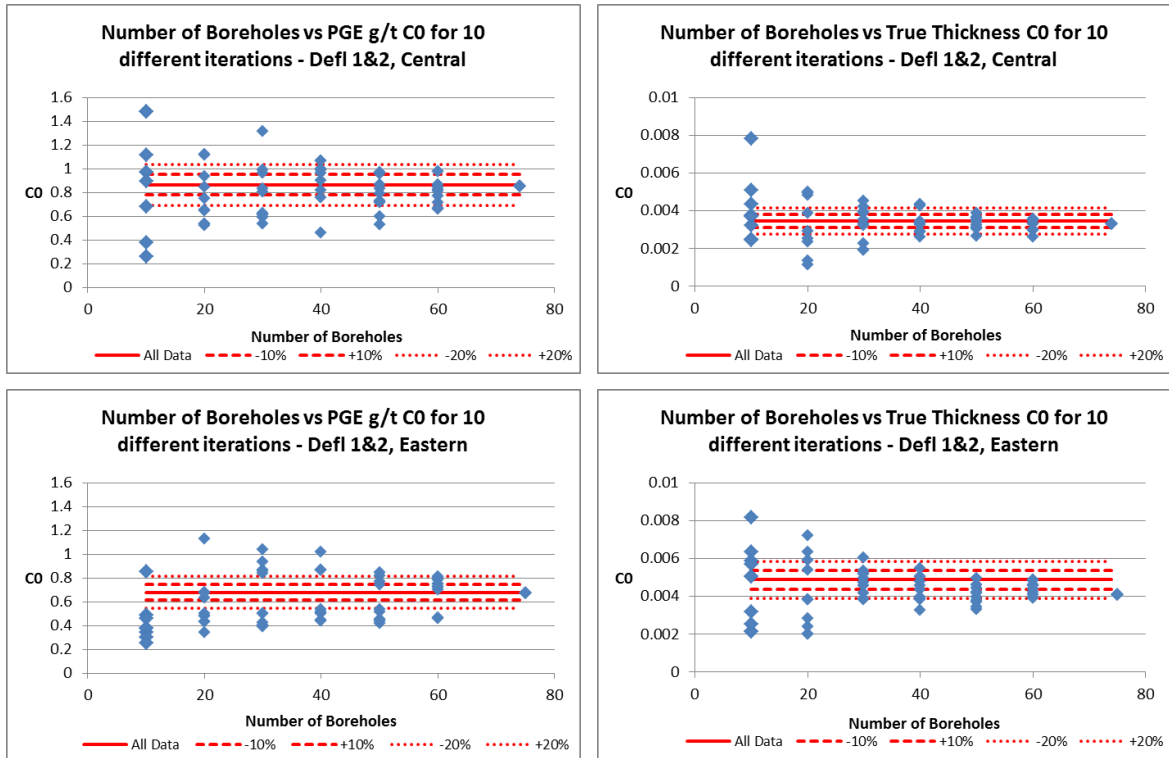 Number of Boreholes vs PGE g/t C0 for 10
different iterations - Defl 1&2, Central
1.6
1.4
1.2
1
0.8
0.6
0.4
0.2
0
C0
0 20 40 60 80
Number of Boreholes
All Data -10% +10% -20% +20%
Number of Boreholes vs True Thickness C0 for 10
different iterations - Defl 1&2, Central
0.01
0.008
0.006
0.004
0.002
0
C0
0 20 40 60 80
Number of Boreholes
All Data -10% +10% -20% +20%
Number of Boreholes vs PGE g/t C0 for 10
different iterations - Defl 1&2, Eastern
1.6
1.4
1.2
1
0.8
0.6
0.4
0.2
0
C0
0 20 40 60 80
Number of Boreholes
All Data -10% +10% -20% +20%
Number of Boreholes vs True Thickness C0 for 10
different iterations - Defl 1&2, Eastern
0.01
0.008
0.006
0.004
0.002
0
C0
0 20 40 60 80
Number of Boreholes
All Data -10% +10% -20% +20%